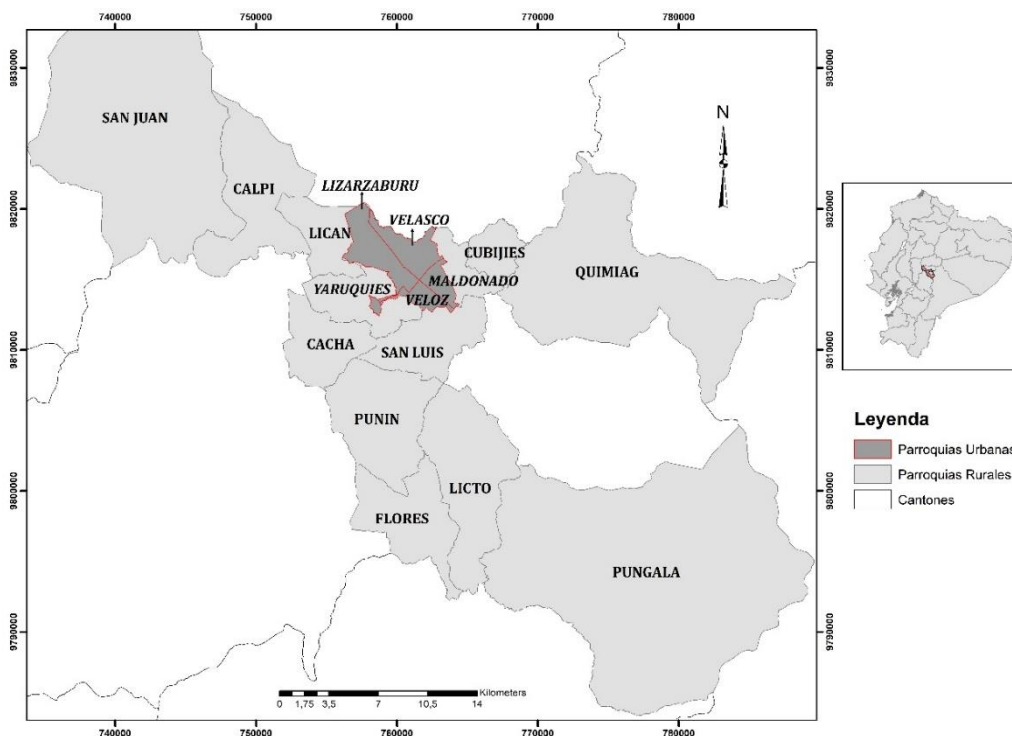 740000 750000 760000 770000 780000
9830000 9830000
N
SAN JUAN
CALPI
LIZARZABURU
9820000 9820000
VELASCO
LICAN
CUBIJIES
QUIMIAG
YARUQUIES
MALDONADO
VELOZ
9810000 9810000
CACHA
SAN LUIS
PUNIN
Leyenda
Parroquias Urbanas
Parroquias Rurales
Cantones
9800000 9800000
LICTO
FLORES
PUNGALA
9790000 9790000
Kilometers
0 1,75 3,5 7 10,5 14
740000 750000 760000 770000 780000